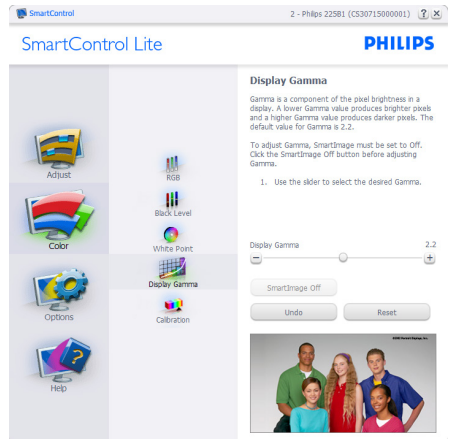 SmartControl
2 - Philips 225B1 (CS30715000001)
SmartControl Lite
PHILIPS
Adjust
Color
Options
Help
RGB
Black Level
White Point
Display Gamma
Calibration
Display Gamma
Gamma is a component of the pixel brightness in a
display. A lower Gamma value produces brighter pixels
and a higher Gamma value produces darker pixels. The
default value for Gamma is 2.2.
To adjust Gamma, SmartImage must be set to Off.
Click the SmartImage Off button before adjusting
Gamma.
1. Use the slider to select the desired Gamma.
Display Gamma 2.2
SmartImage Off
Undo Reset